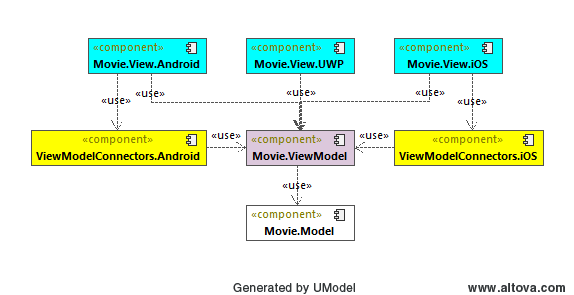 «component» «component» «component»
Movie.View.Android Movie.View.UWP Movie.View.iOS
«use» «use» «use» «use» «use»
«component» «component» «component»
ViewModelConnectors.Android «use» Movie.ViewModel «use» ViewModelConnectors.iOS
«use»
«component»
Movie.Model
Generated by UModel www.altova.com